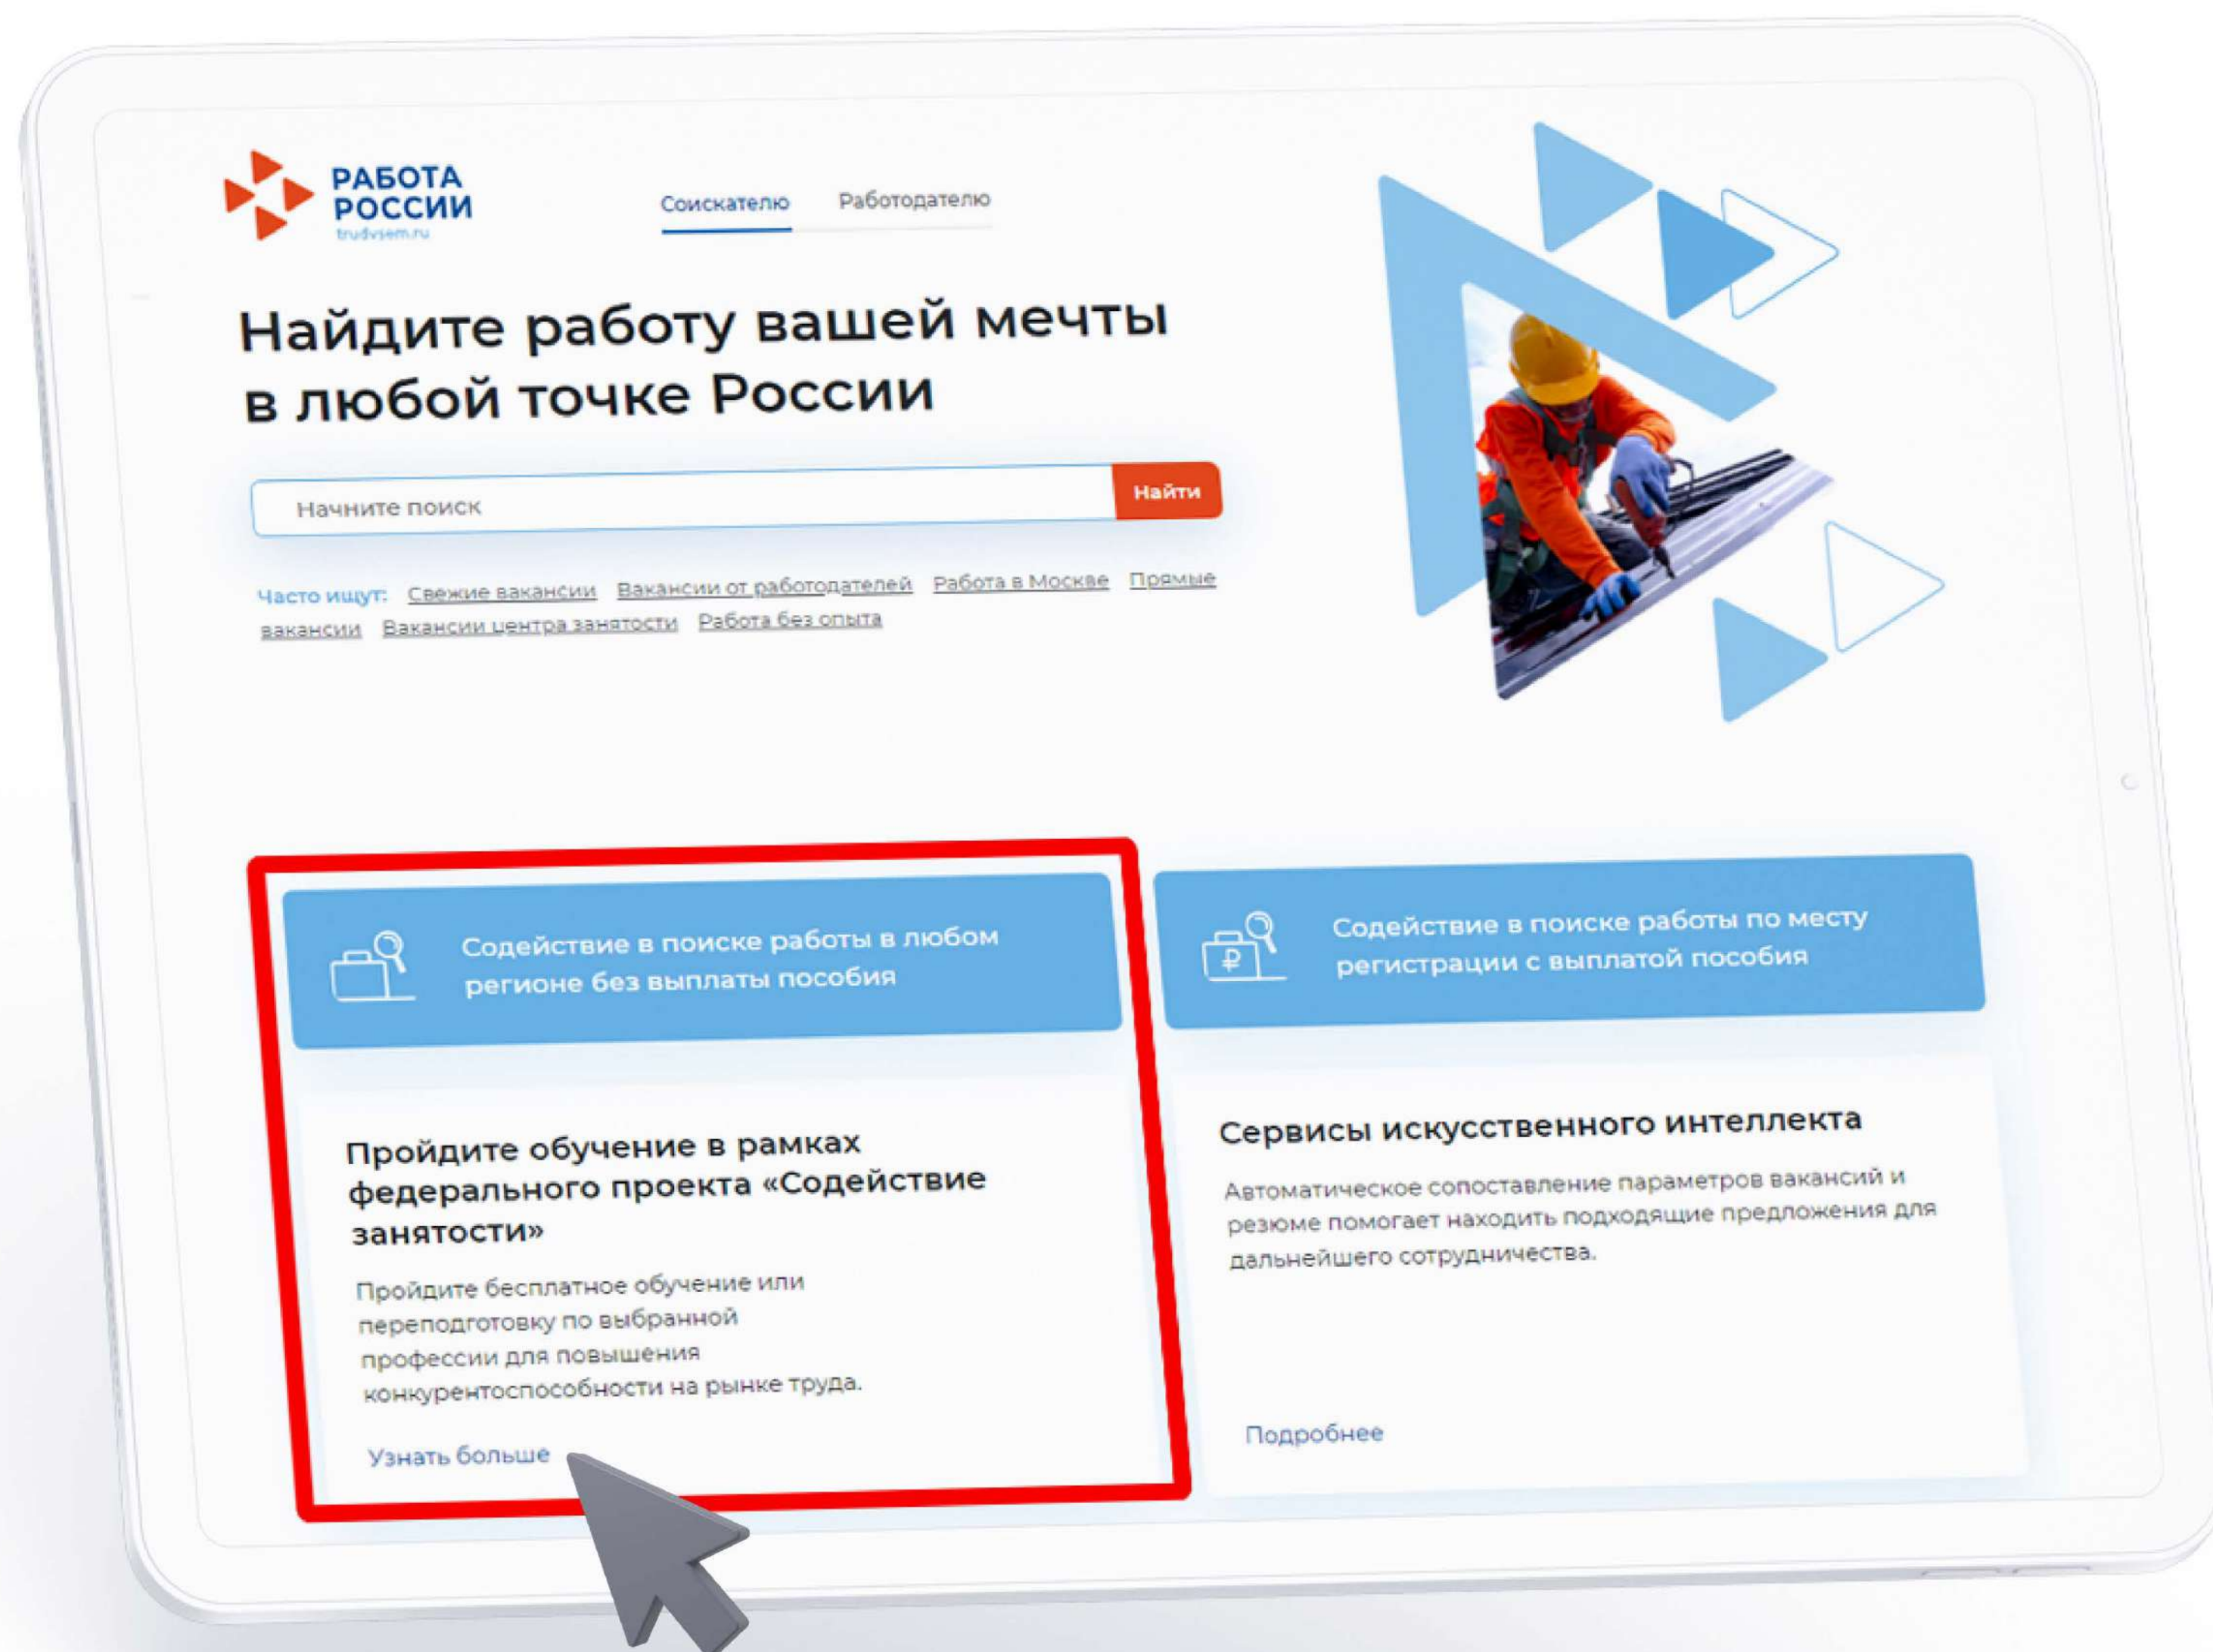 РАБОТА
РОССИИ
trudvsem.ru
Соискателю Работодателю
Найдите работу вашей мечты
в любой точке России
Начните поиск Найти
Часто ищут: Свежие вакансии Вакансии от работодателей Работа в Москве Прямые
вакансии Вакансии центра занятости Работа без опыта
Содействие в поиске работы в любом
регионе без выплаты пособия
Содействие в поиске работы по месту
регистрации с выплатой пособия
Пройдите обучение в рамках
федерального проекта «Содействие
занятости»
Пройдите бесплатное обучение или
переподготовку по выбранной
профессии для повышения
конкурентоспособности на рынке труда.
Узнать больше
Сервисы искусственного интеллекта
Автоматическое сопоставление параметров вакансий и
резюме помогает находить подходящие предложения для
дальнейшего сотрудничества.
Подробнее